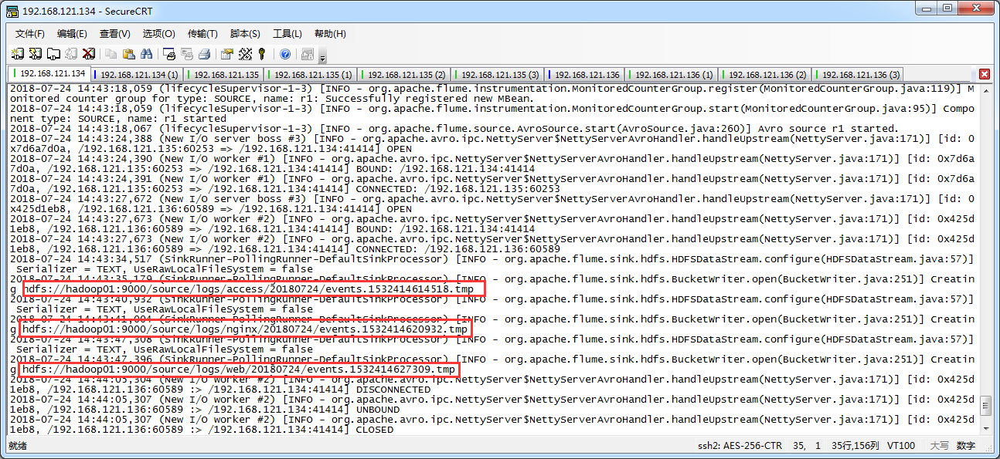 192.168.121.134 - SecureCRT
文件(F) 编辑(E) 查看(V) 选项(O) 传输(T) 脚本(S) 工具(L) 帮助(H)
192.168.121.134 192.168.121.134 (1) 192.168.121.135 192.168.121.135 (1) 192.168.121.135 (2) 192.168.121.135 (3) 192.168.121.136 192.168.121.136 (1) 192.168.121.136 (2) 192.168.121.136 (3)
2018-07-24 14:43:18,059 (lifecycleSupervisor-1-3) [INFO - org.apache.flume.instrumentation.MonitoredCounterGroup.register(MonitoredCounterGroup.java:119)] M
onitored counter group for type: SOURCE, name: r1: Successfully registered new MBean.
2018-07-24 14:43:18,059 (lifecycleSupervisor-1-3) [INFO - org.apache.flume.instrumentation.MonitoredCounterGroup.start(MonitoredCounterGroup.java:95)] Compo
nent type: SOURCE, name: r1 started
2018-07-24 14:43:18,067 (lifecycleSupervisor-1-3) [INFO - org.apache.flume.source.AvroSource.start(AvroSource.java:260)] Avro source r1 started.
2018-07-24 14:43:24,388 (New I/O server boss #3) [INFO - org.apache.avro.ipc.NettyServer$NettyServerAvroHandler.handleUpstream(NettyServer.java:171)] [id: 0
x7d6a7d0a, /192.168.121.135:60253 => /192.168.121.134:41414] OPEN
2018-07-24 14:43:24,390 (New I/O worker #1) [INFO - org.apache.avro.ipc.NettyServer$NettyServerAvroHandler.handleUpstream(NettyServer.java:171)] [id: 0x7d6a
7d0a, /192.168.121.135:60253 => /192.168.121.134:41414] BOUND: /192.168.121.134:41414
2018-07-24 14:43:24,391 (New I/O worker #1) [INFO - org.apache.avro.ipc.NettyServer$NettyServerAvroHandler.handleUpstream(NettyServer.java:171)] [id: 0x7d6a
7d0a, /192.168.121.135:60253 => /192.168.121.134:41414] CONNECTED: /192.168.121.135:60253
2018-07-24 14:43:27,672 (New I/O server boss #3) [INFO - org.apache.avro.ipc.NettyServer$NettyServerAvroHandler.handleUpstream(NettyServer.java:171)] [id: 0
x425d1eb8, /192.168.121.136:60589 => /192.168.121.134:41414] OPEN
2018-07-24 14:43:27,673 (New I/O worker #2) [INFO - org.apache.avro.ipc.NettyServer$NettyServerAvroHandler.handleUpstream(NettyServer.java:171)] [id: 0x425d
1eb8, /192.168.121.136:60589 => /192.168.121.134:41414] BOUND: /192.168.121.134:41414
2018-07-24 14:43:27,673 (New I/O worker #2) [INFO - org.apache.avro.ipc.NettyServer$NettyServerAvroHandler.handleUpstream(NettyServer.java:171)] [id: 0x425d
1eb8, /192.168.121.136:60589 => /192.168.121.134:41414] CONNECTED: /192.168.121.136:60589
2018-07-24 14:43:34,517 (SinkRunner-PollingRunner-DefaultSinkProcessor) [INFO - org.apache.flume.sink.hdfs.HDFSDataStream.configure(HDFSDataStream.java:57)]
Serializer = TEXT, UseRawLocalFileSystem = false
2018-07-24 14:43:35,179 (SinkRunner-PollingRunner-DefaultSinkProcessor) [INFO - org.apache.flume.sink.hdfs.BucketWriter.open(BucketWriter.java:251)] Creatin
g hdfs://hadoop01:9000/source/logs/access/20180724/events.1532414614518.tmp
2018-07-24 14:43:40,932 (SinkRunner-PollingRunner-DefaultSinkProcessor) [INFO - org.apache.flume.sink.hdfs.HDFSDataStream.configure(HDFSDataStream.java:57)]
Serializer = TEXT, UseRawLocalFileSystem = false
2018-07-24 14:43:41,004 (SinkRunner-PollingRunner-DefaultSinkProcessor) [INFO - org.apache.flume.sink.hdfs.BucketWriter.open(BucketWriter.java:251)] Creatin
g hdfs://hadoop01:9000/source/logs/nginx/20180724/events.1532414620932.tmp
2018-07-24 14:43:47,308 (SinkRunner-PollingRunner-DefaultSinkProcessor) [INFO - org.apache.flume.sink.hdfs.HDFSDataStream.configure(HDFSDataStream.java:57)]
Serializer = TEXT, UseRawLocalFileSystem = false
2018-07-24 14:43:47,396 (SinkRunner-PollingRunner-DefaultSinkProcessor) [INFO - org.apache.flume.sink.hdfs.BucketWriter.open(BucketWriter.java:251)] Creatin
g hdfs://hadoop01:9000/source/logs/web/20180724/events.1532414627309.tmp
2018-07-24 14:44:05,304 (New I/O worker #2) [INFO - org.apache.avro.ipc.NettyServer$NettyServerAvroHandler.handleUpstream(NettyServer.java:171)] [id: 0x425d
1eb8, /192.168.121.136:60589 :> /192.168.121.134:41414] DISCONNECTED
2018-07-24 14:44:05,307 (New I/O worker #2) [INFO - org.apache.avro.ipc.NettyServer$NettyServerAvroHandler.handleUpstream(NettyServer.java:171)] [id: 0x425d
1eb8, /192.168.121.136:60589 :> /192.168.121.134:41414] UNBOUND
2018-07-24 14:44:05,307 (New I/O worker #2) [INFO - org.apache.avro.ipc.NettyServer$NettyServerAvroHandler.handleUpstream(NettyServer.java:171)] [id: 0x425d
1eb8, /192.168.121.136:60589 :> /192.168.121.134:41414] CLOSED
就绪 ssh2: AES-256-CTR 35, 1 35行,156列 VT100 大写 数字